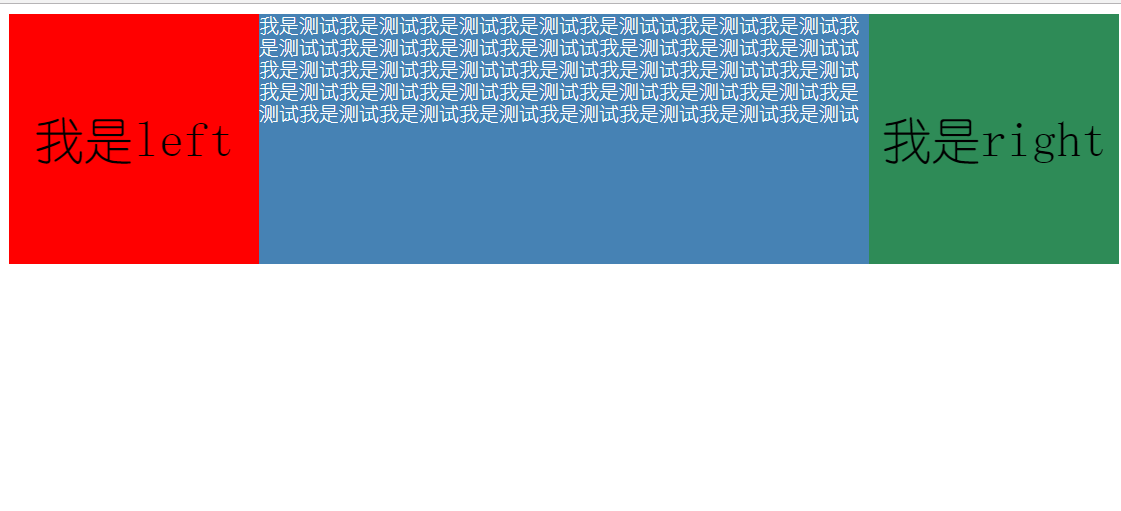 我是left
我是测试我是测试我是测试我是测试我是测试试我是测试我是测试我
是测试试我是测试我是测试我是测试试我是测试我是测试我是测试试
我是测试我是测试我是测试试我是测试我是测试我是测试试我是测试
我是测试我是测试我是测试我是测试我是测试我是测试我是测试我是
测试我是测试我是测试我是测试我是测试我是测试我是测试我是测试
我是right